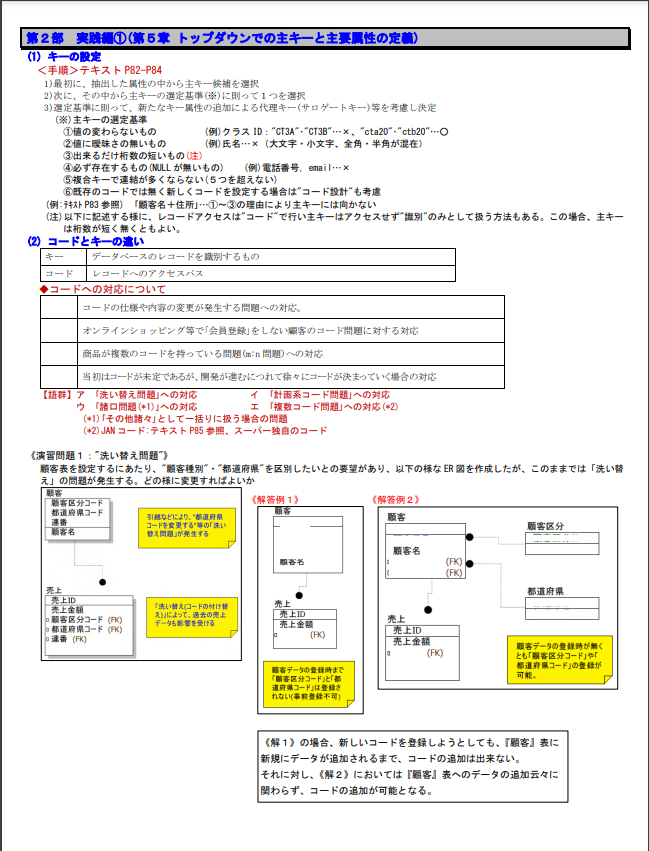 第２部　実践編①(第５章 トップダウンでの主キーと主要属性の定義)
(1) キーの設定
＜手順＞テキスト P82-P84
1)最初に、抽出した属性の中から主キー候補を選択
2)次に、その中から主キーの選定基準(※)に則って１つを選択
3)選定基準に則って、新たなキー属性の追加による代理キー(サロゲートキー)等を考慮し決定
(※)主キーの選定基準
①値の変わらないもの　(例)クラス ID："CT3A"･"CT3B"…×、"cta20"･"ctb20"…○
②値に曖昧さの無いもの　(例)氏名…×（大文字・小文字、全角・半角が混在）
③出来るだけ桁数の短いもの(注)
④必ず存在するもの(NULL が無いもの)　(例)電話番号, email…×
⑤複合キーで連結が多くならない(５つを超えない)
⑥既存のコードでは無く新しくコードを設定する場合は"コード設計"も考慮
(例:ﾃｷｽﾄ P83 参照)　「顧客名＋住所」…①～③の理由により主キーには向かない
(注)以下に記述する様に、レコードアクセスは"コード"で行い主キーはアクセスせず"識別"のみとして扱う方法もある。この場合、主キー
は桁数が短く無くともよい。
(2) コードとキーの違い
キー　データベースのレコードを識別するもの
コード　レコードへのアクセスパス
◆コードへの対応について
コードの仕様や内容の変更が発生する問題への対応。
オンラインショッピング等で「会員登録」をしない顧客のコード問題に対する対応
商品が複数のコードを持っている問題(m:n 問題)への対応
当初はコードが未定であるが、開発が進むにつれて徐々にコードが決まっていく場合の対応
【語群】ア　「洗い替え問題」への対応　イ　「計画系コード問題」への対応
ウ　「諸口問題(*1)」への対応　エ　「複数コード問題」への対応(*2)
(*1)「その他諸々」として一括りに扱う場合の問題
(*2)JAN コード:テキスト P85 参照、スーパー独自のコード
《演習問題１："洗い替え問題"》
顧客表を設定するにあたり、"顧客種別"・"都道府県"を区別したいとの要望があり、以下の様な ER 図を作成したが、このままでは「洗い替
え」の問題が発生する。どの様に変更すればよいか
顧客
顧客区分コード
都道府県コード
連番
顧客名
引越などにより、"都道府県
コードを変更する"等の「洗い
替え問題」が発生する
売上
売上ID
売上金額
顧客区分コード (FK)
都道府県コード (FK)
連番 (FK)
「洗い替え(コードの付け替
え)」によって、過去の売上
データも影響を受ける
《解答例１》
顧客
顧客名
売上
売上ID
売上金額
(FK)
顧客データの登録時まで
「顧客区分コード」と「都
道府県コード」は登録さ
れない(事前登録不可)
《解答例２》
顧客
顧客名
(FK)
(FK)
顧客区分
都道府県
売上
売上ID
売上金額
(FK)
顧客データの登録時が無く
とも「顧客区分コード」や「都
道府県コード」の登録が
可能。
《解１》の場合、新しいコードを登録しようとしても、『顧客』表に
新規にデータが追加されるまで、コードの追加は出来ない。
それに対し、《解２》においては『顧客』表へのデータの追加云々に
関わらず、コードの追加が可能となる。